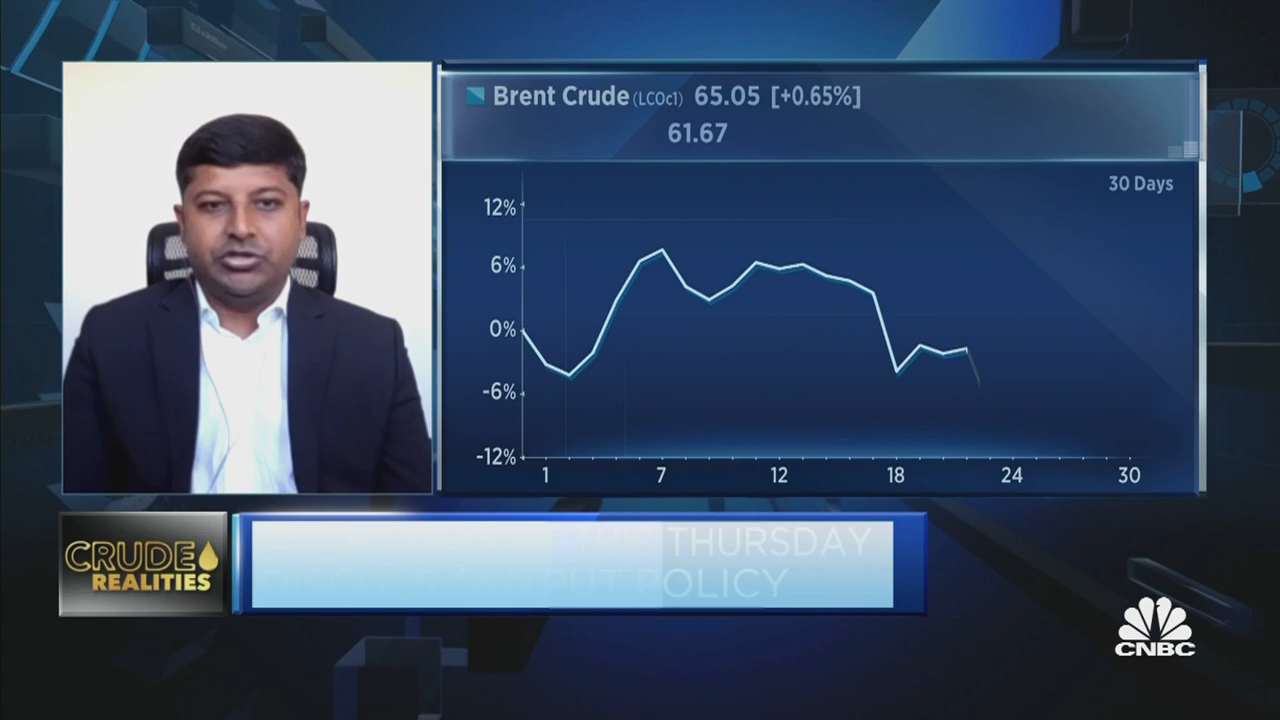 Brent Crude (LCOc1) 65.05 [+0.65%]
61.67
30 Days
12%
6%
0%
-6%
-12%
1 7 12 18 24 30
CRUDE
REALITIES
THURSDAY
POLICY
CNBC